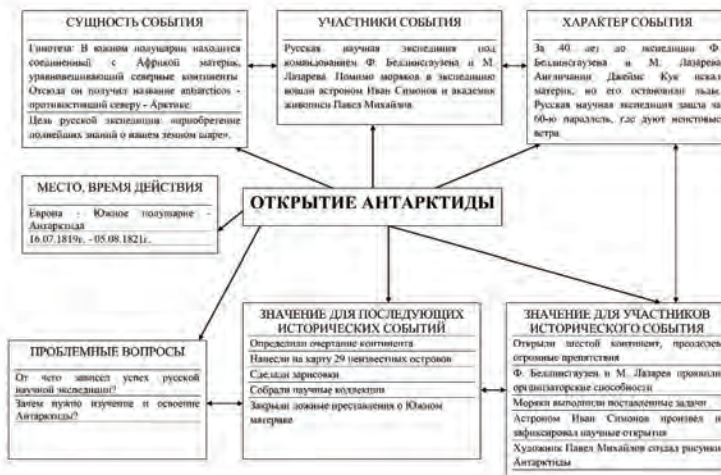 СУЩНОСТЬ СОБЫТИЯ
Гипотеза: В южном полушарии находится
соединенный с Африкой материк,
уравновешивающий северные континенты
Отсюда он получил название antarcticos -
противостоящий северу - Арктике.
Цель русской экспедиции «приобретение
полнейших знаний о нашем земном шаре».
УЧАСТНИКИ СОБЫТИЯ
Русская научная экспедиция под
командованием Ф. Беллинсгаузена и М.
Лазарева. Помимо моряков в экспедицию
вошли астроном Иван Симонов и академик
живописи Павел Михайлов.
ХАРАКТЕР СОБЫТИЯ
За 40 лет до экспедиции Ф.
Беллинсгаузена и М. Лазарева
Англичанин Джеймс Кук искал
материк, но его остановили льды.
Русская научная экспедиция зашла за
60-ю параллель, где дуют неистовые
ветра
МЕСТО, ВРЕМЯ ДЕЙСТВИЯ
Европа - Южное полушарие -
Антарктида
16.07.1819г. -05.08.1821г.
ОТКРЫТИЕ АНТАРКТИДЫ
ПРОБЛЕМНЫЕ ВОПРОСЫ
От чего зависел успех русской
научной экспедиции?
Зачем нужно изучение и освоение
Антарктиды?
ЗНАЧЕНИЕ ДЛЯ ПОСЛЕДУЮЩИХ
ИСТОРИЧЕСКИХ СОБЫТИЙ
Определили очертание континента
Нанесли на карту 29 неизвестных островов
Сделали зарисовки
Собрали научные коллекции
Закрыли ложные преставления о Южном
материке
ЗНАЧЕНИЕ ДЛЯ УЧАСТНИКОВ
ИСТОРИЧЕСКОГО СОБЫТИЯ
Открыли шестой континент, преодолев
огромные препятствия
Ф. Беллинсгаузен и М. Лазарев проявили
организаторские способности
Моряки выполнили поставленные задачи
Астроном Иван Симонов произвел и
зафиксировал научные открытия
Художник Павел Михайлов создал рисунки
Антарктиды